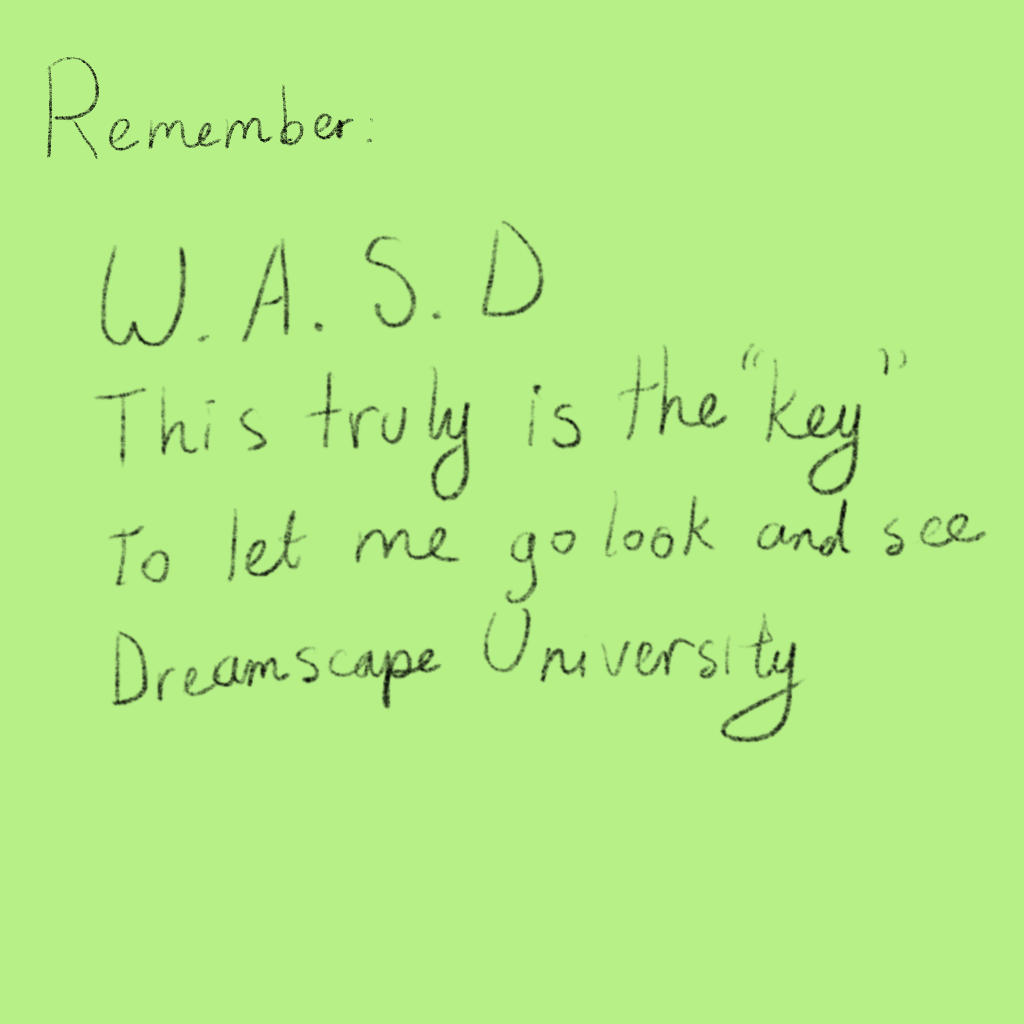 Remember:
W. A. S. D
This truly is the "key"
To let me go look and see
Dreamscape University